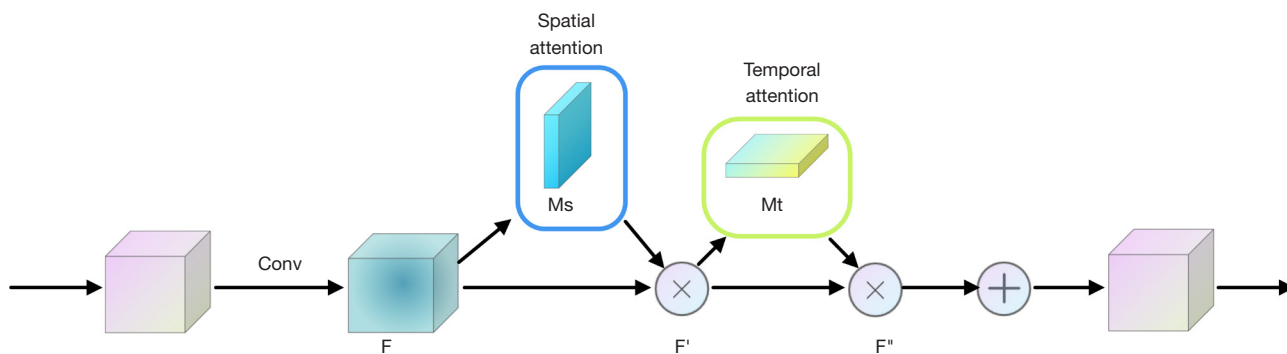 Spatial
attention
Temporal
attention
Ms
Mt
Conv
F
F'
F"